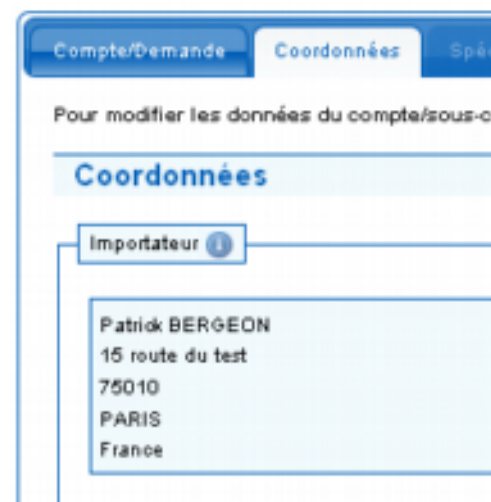 Compte/Demande Coordonnées Spé
Pour modifier les données du compte/sous-c
Coordonnées
Importateur i
Patrick BERGEON
15 route du test
75010
PARIS
France